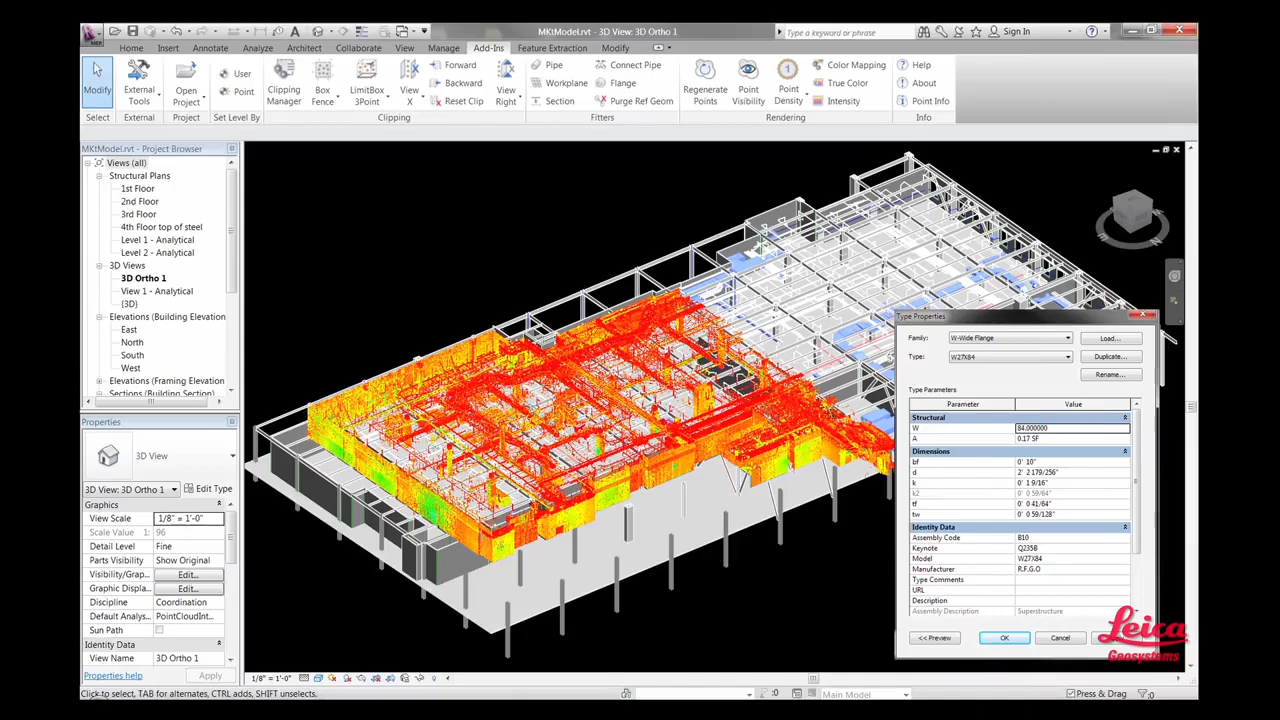 MKtModel.rvt - 3D View: 3D Ortho 1
Type a keyword or phrase
Sign In
Home Insert Annotate Analyze Architect Collaborate View Manage Add-Ins Feature Extraction Modify
Modify
External Tools
Open Project
User
Point
Clipping Manager
Box Fence
LimitBox 3Point
View X
Forward
Backward
Reset Clip
View Right
Pipe
Workplane
Section
Connect Pipe
Flange
Purge Ref Geom
Regenerate Points
Point Visibility
Point Density
Color Mapping
True Color
Intensity
Help
About
Point Info
Select External Project Set Level By Clipping Fitters Rendering Info
MKtModel.rvt - Project Browser
Views (all)
Structural Plans
1st Floor
2nd Floor
3rd Floor
4th Floor top of steel
Level 1 - Analytical
Level 2 - Analytical
3D Views
3D Ortho 1
View 1 - Analytical
{3D}
Elevations (Building Elevation
East
North
South
West
Elevations (Framing Elevation
Sections (Building Section)
Properties
3D View
3D View: 3D Ortho 1 Edit Type
Graphics
View Scale 1/8" = 1'-0"
Scale Value 1: 96
Detail Level Fine
Parts Visibility Show Original
Visibility/Grap... Edit...
Graphic Displa... Edit...
Discipline Coordination
Default Analys... PointCloudInt...
Sun Path
Identity Data
View Name 3D Ortho 1
Properties help Apply
Type Properties
Family: W-Wide Flange Load...
Type: W27X84 Duplicate...
Rename...
Type Parameters
Parameter Value
Structural
W 84.000000
A 0.17 SF
Dimensions
bf 0' 10"
d 2' 2 179/256"
k 0' 1 9/16"
k2 0' 0 59/64"
tf 0' 0 41/64"
tw 0' 0 59/128"
Identity Data
Assembly Code B10
Keynote Q235B
Model W27X84
Manufacturer R.F.G.O
Type Comments
URL
Description
Assembly Description Superstructure
<< Preview OK Cancel
Leica
Geosystems
1/8" = 1'-0"
Click to select, TAB for alternates, CTRL adds, SHIFT unselects.
:0 Main Model Press & Drag :0